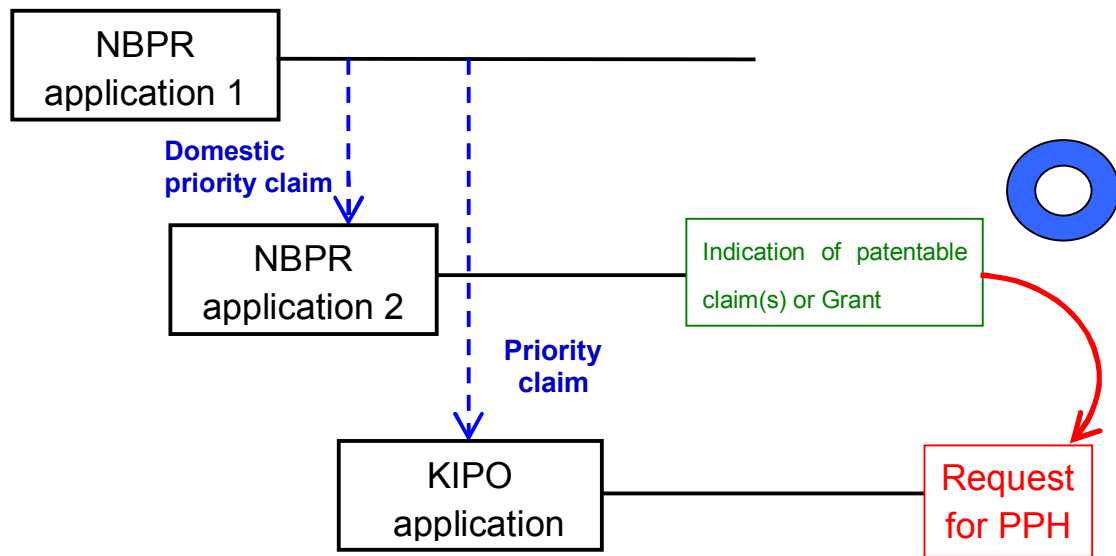 NBPR
application 1
Domestic
priority claim
NBPR
application 2
Indication of patentable
claim(s) or Grant
Priority
claim
KIPO
application
Request
for PPH